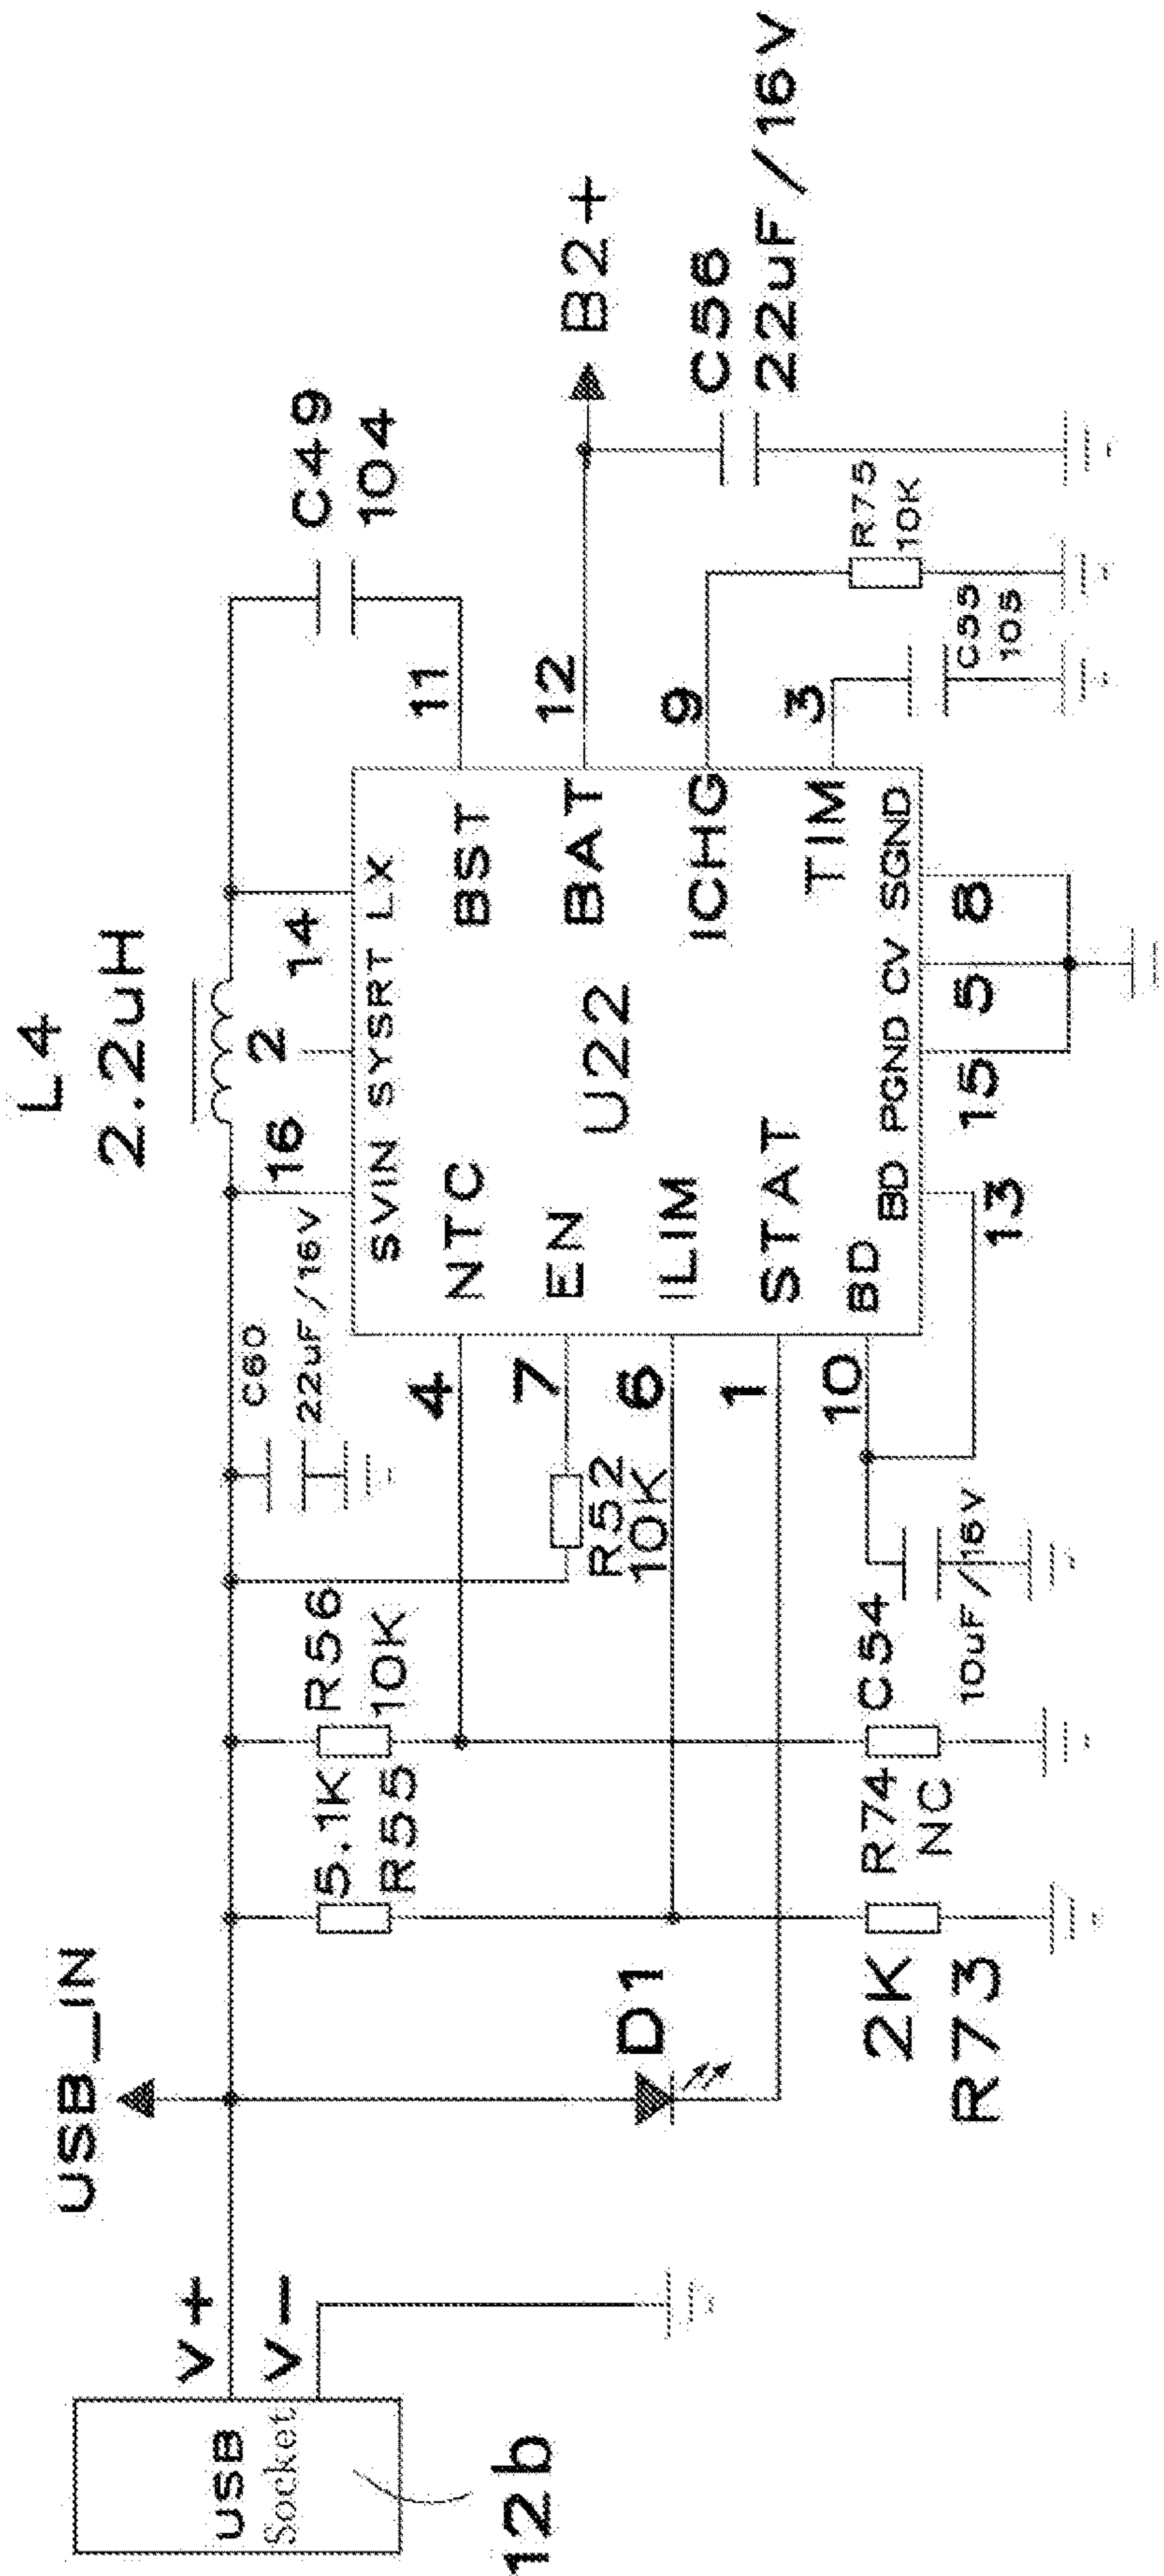 USB
Socket
12b
V+
V-
USB_IN
D1
5.1K
R55
2K
R73
R56
10K
R74
NC
R52
10K
C54
10uF/16V
C60
22uF/16V
L4
2.2uH
16
2
14
SVIN SYSRT LX
4
NTC
7
EN
6
ILIM
1
STAT
10
BD
U22
BST
11
BAT
12
ICHG
9
TIM
3
BD PGND CV SGND
13
15
5
8
C49
104
B2+
C56
22uF/16V
R75
10K
C55
105